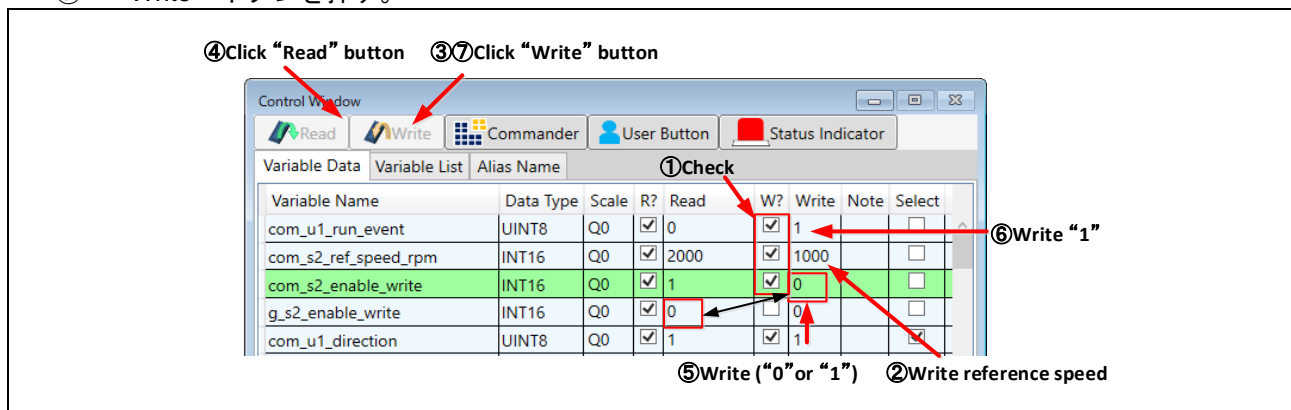 "Write"
④Click “Read” button ③⑦Click “Write” button
Control Window
Read Write Commander User Button Status Indicator
Variable Data Variable List Alias Name
①Check
Variable Name Data Type Scale R? Read W? Write Note Select
com_u1_run_event UINT8 Q0 0 1
⑥Write “1”
com_s2_ref_speed_rpm INT16 Q0 2000 1000
com_s2_enable_write INT16 Q0 1 0
g_s2_enable_write INT16 Q0 0 0
com_u1_direction UINT8 Q0 1 1
⑤Write (“0”or “1”) ②Write reference speed